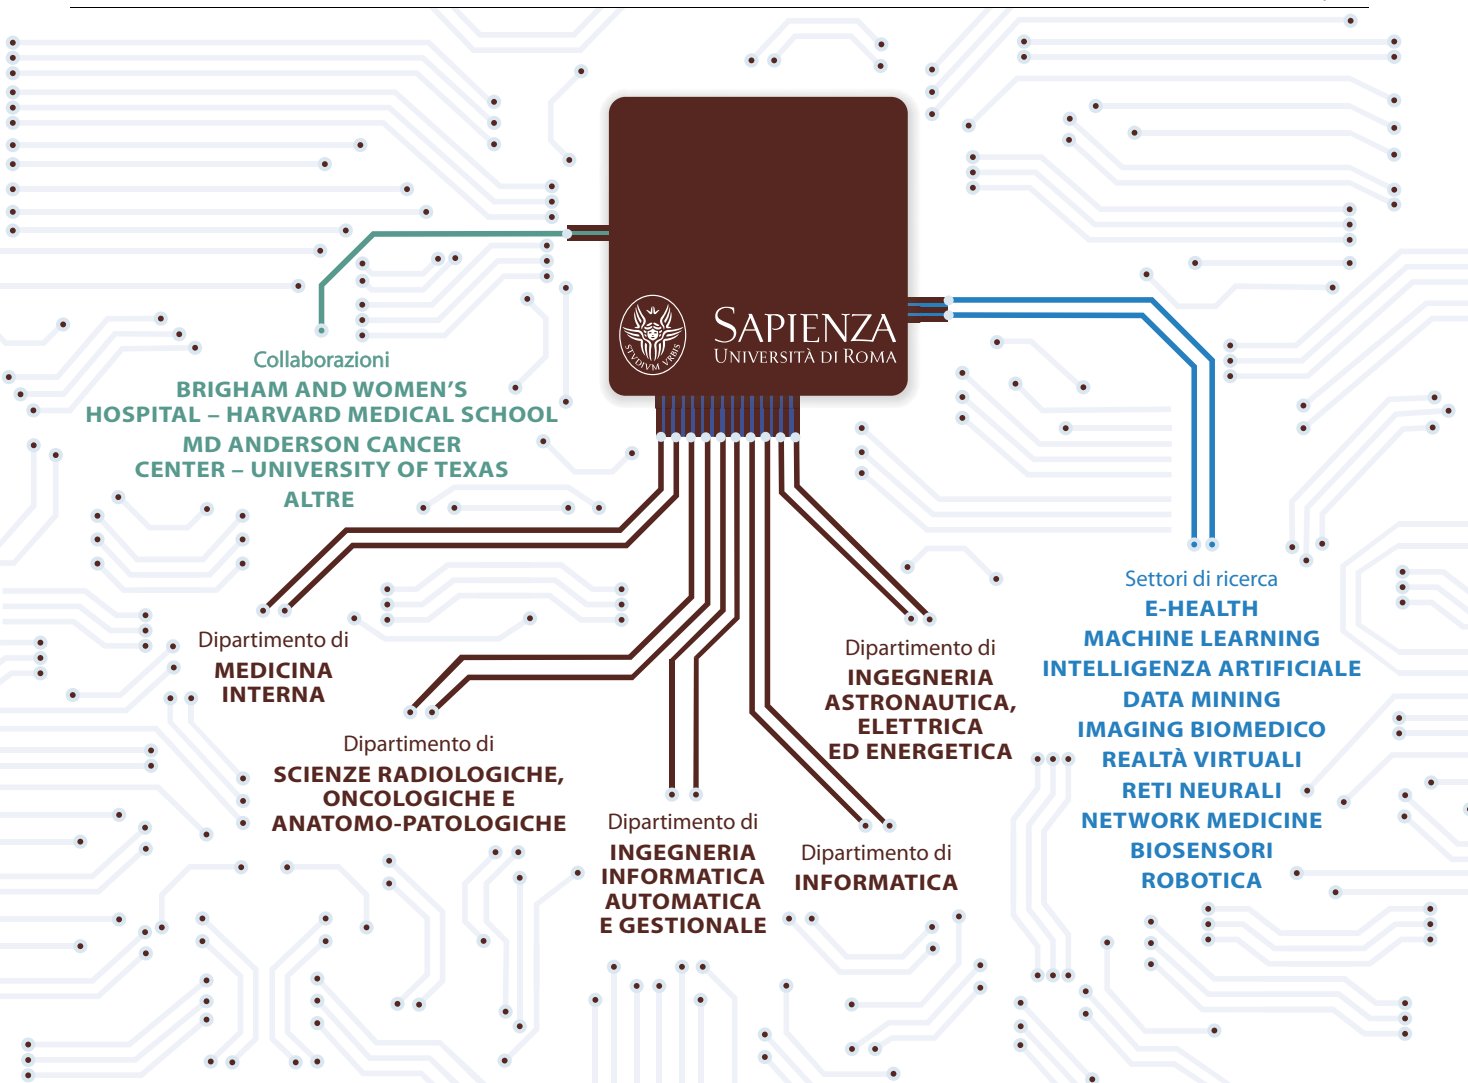 SAPIENZA
UNIVERSITÀ DI ROMA
STVDIVM VRBIS
Collaborazioni
BRIGHAM AND WOMEN'S
HOSPITAL – HARVARD MEDICAL SCHOOL
MD ANDERSON CANCER
CENTER – UNIVERSITY OF TEXAS
ALTRE
Dipartimento di
MEDICINA
INTERNA
Dipartimento di
SCIENZE RADIOLOGICHE,
ONCOLOGICHE E
ANATOMO-PATOLOGICHE
Dipartimento di
INGEGNERIA
INFORMATICA
AUTOMATICA
E GESTIONALE
Dipartimento di
INFORMATICA
Dipartimento di
INGEGNERIA
ASTRONAUTICA,
ELETTRICA
ED ENERGETICA
Settori di ricerca
E-HEALTH
MACHINE LEARNING
INTELLIGENZA ARTIFICIALE
DATA MINING
IMAGING BIOMEDICO
REALTÀ VIRTUALI
RETI NEURALI
NETWORK MEDICINE
BIOSENSORI
ROBOTICA